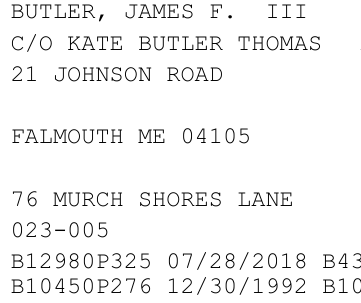 BUTLER, JAMES F. III
C/O KATE BUTLER THOMAS
21 JOHNSON ROAD
FALMOUTH ME 04105
76 MURCH SHORES LANE
023-005
B12980P325 07/28/2018 B43
B10450P276 12/30/1992 B10